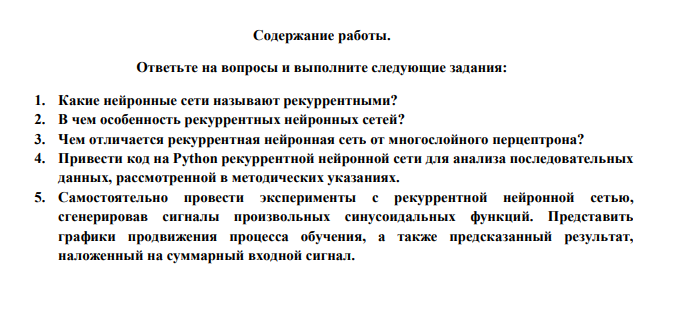 Содержание работы.
Ответьте на вопросы и выполните следующие задания:
1. Какие нейронные сети называют рекуррентными?
2. В чем особенность рекуррентных нейронных сетей?
3. Чем отличается рекуррентная нейронная сеть от многослойного перцептрона?
4. Привести код на Python рекуррентной нейронной сети для анализа последовательных
данных, рассмотренной в методических указаниях.
5. Самостоятельно провести эксперименты с рекуррентной нейронной сетью,
сгенерировав сигналы произвольных синусоидальных функций. Представить
графики продвижения процесса обучения, а также предсказанный результат,
наложенный на суммарный входной сигнал.